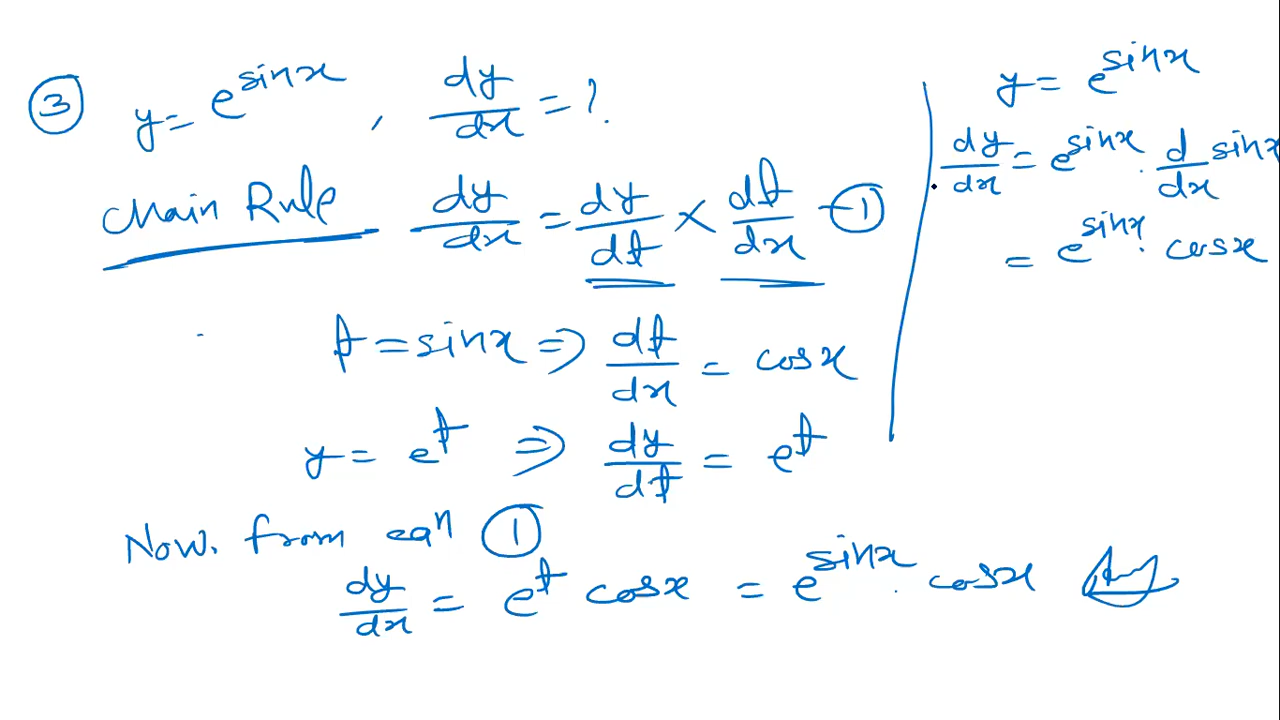 ③ y = e^sinx , dy/dx = ?
Chain Rule dy/dx = dy/dt × dt/dx —①
t = sinx ⇒ dt/dx = cosx
y = e^t ⇒ dy/dt = e^t
Now. from eqn ①
dy/dx = e^t cosx = e^sinx . cosx Ans
y = e^sinx
dy/dx = e^sinx . d/dx sinx
= e^sinx . cosx